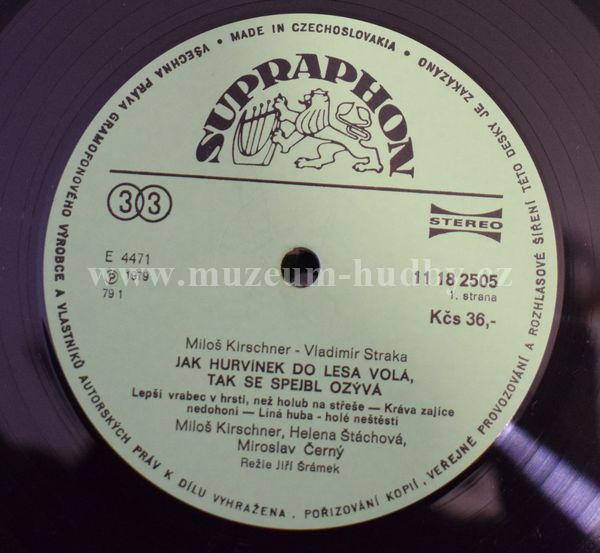 VŠECHNA PRÁVA GRAMOFONOVÉHO VÝROBCE A VLASTNÍKŮ AUTORSKÝCH PRÁV K DÍLU VYHRAŽENA. POŘIZOVÁNÍ KOPIÍ, VEŘEJNÉ PROVOZOVÁNÍ A ROZHLASOVÉ ŠÍŘENÍ TÉTO DESKY JE ZAKÁZÁNO • MADE IN CZECHOSLOVAKIA •
SUPRAPHON
33
STEREO
E 4471
℗ 1979
79 1
11 18 2505
1. strana
Kčs 36,-
www.muzeum-hudby.cz
Miloš Kirschner - Vladimír Straka
JAK HURVÍNEK DO LESA VOLÁ,
TAK SE SPEJBL OZÝVÁ
Lepší vrabec v hrsti, než holub na střeše — Kráva zajíce
nedohoní — Líná huba - holé neštěstí
Miloš Kirschner, Helena Štáchová,
Miroslav Černý
Režie Jiří Šrámek